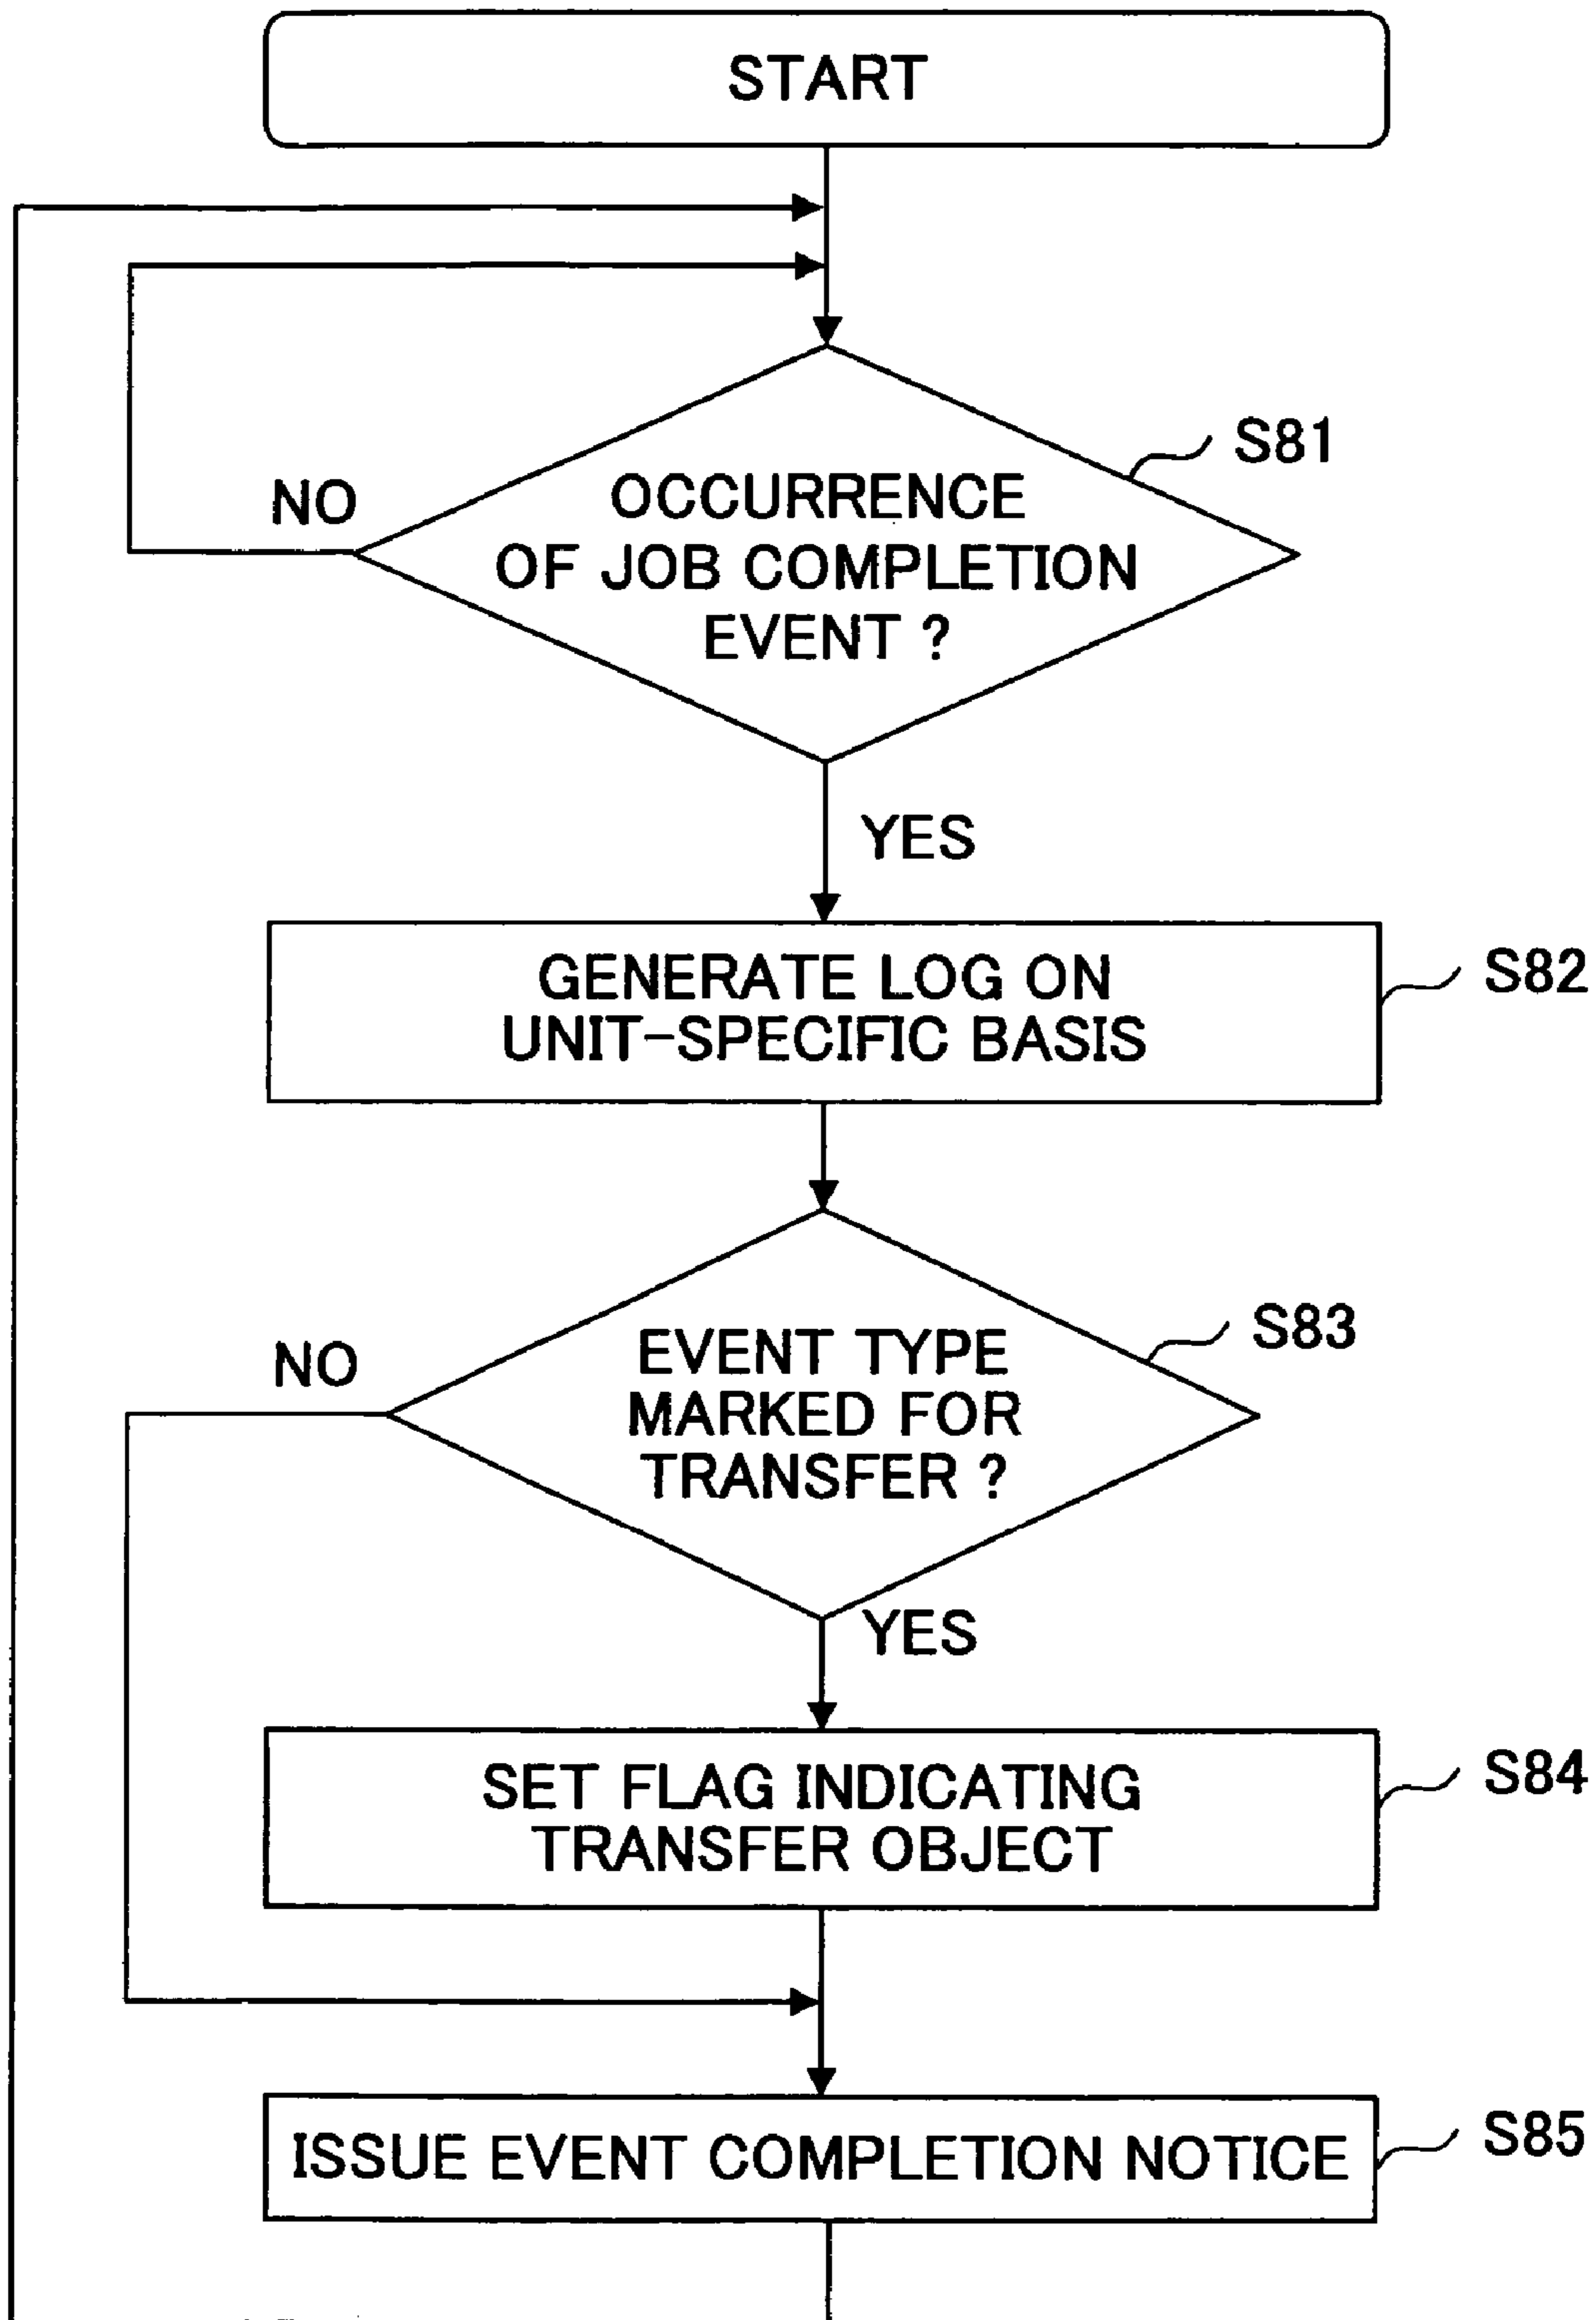 START
S81
NO
OCCURRENCE
OF JOB COMPLETION
EVENT ?
YES
GENERATE LOG ON
UNIT-SPECIFIC BASIS
S82
S83
NO
EVENT TYPE
MARKED FOR
TRANSFER ?
YES
SET FLAG INDICATING
TRANSFER OBJECT
S84
ISSUE EVENT COMPLETION NOTICE
S85